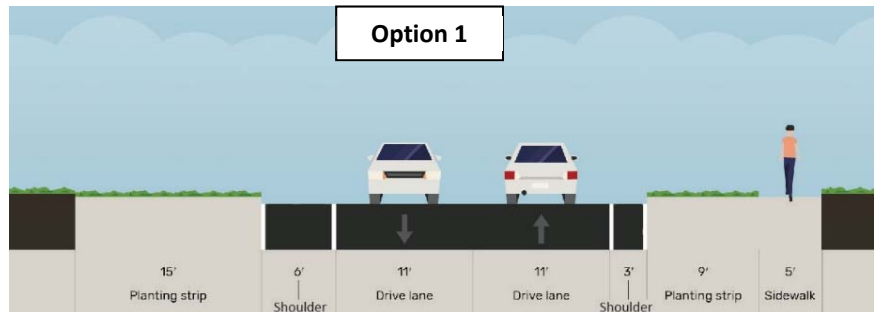 Option 1
15' 6' 11' 11' 3' 9' 5'
Planting strip Shoulder Drive lane Drive lane Shoulder Planting strip Sidewalk